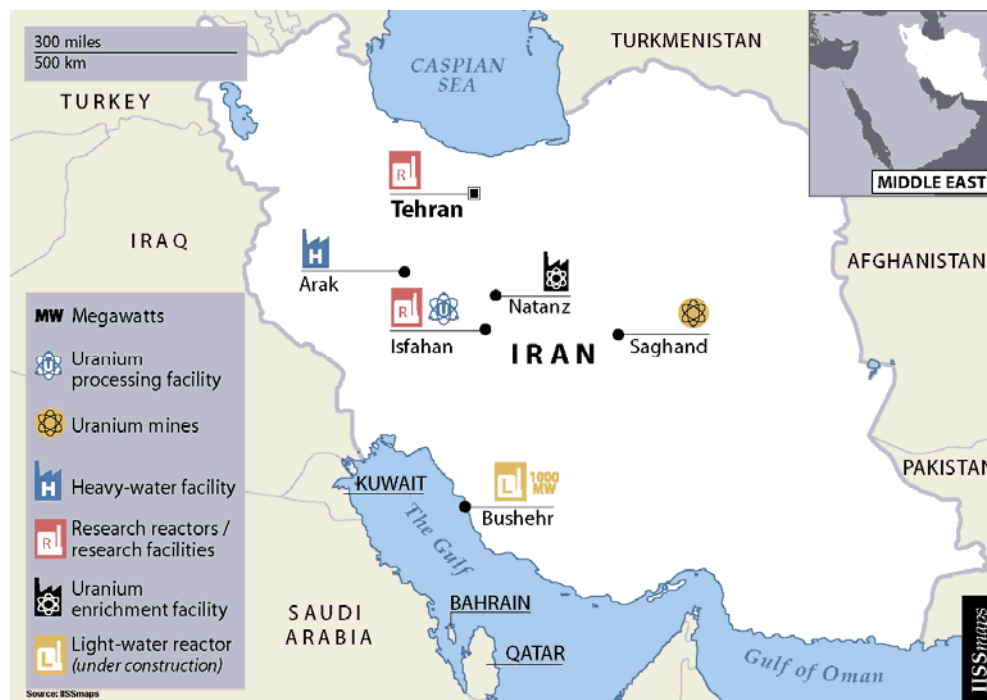 300 miles
500 km
TURKEY
CASPIAN
SEA
TURKMENISTAN
MIDDLE EAST
R
Tehran
IRAQ
AFGHANISTAN
H
Arak
Natanz
R U
Isfahan
IRAN
Saghand
MW Megawatts
U Uranium
processing facility
Uranium mines
H Heavy-water facility
R Research reactors /
research facilities
Uranium
enrichment facility
L Light-water reactor
(under construction)
KUWAIT
L 1000
MW
Bushehr
PAKISTAN
The Gulf
SAUDI
ARABIA
BAHRAIN
QATAR
Gulf of Oman
IISSmaps
Source: IISSmaps